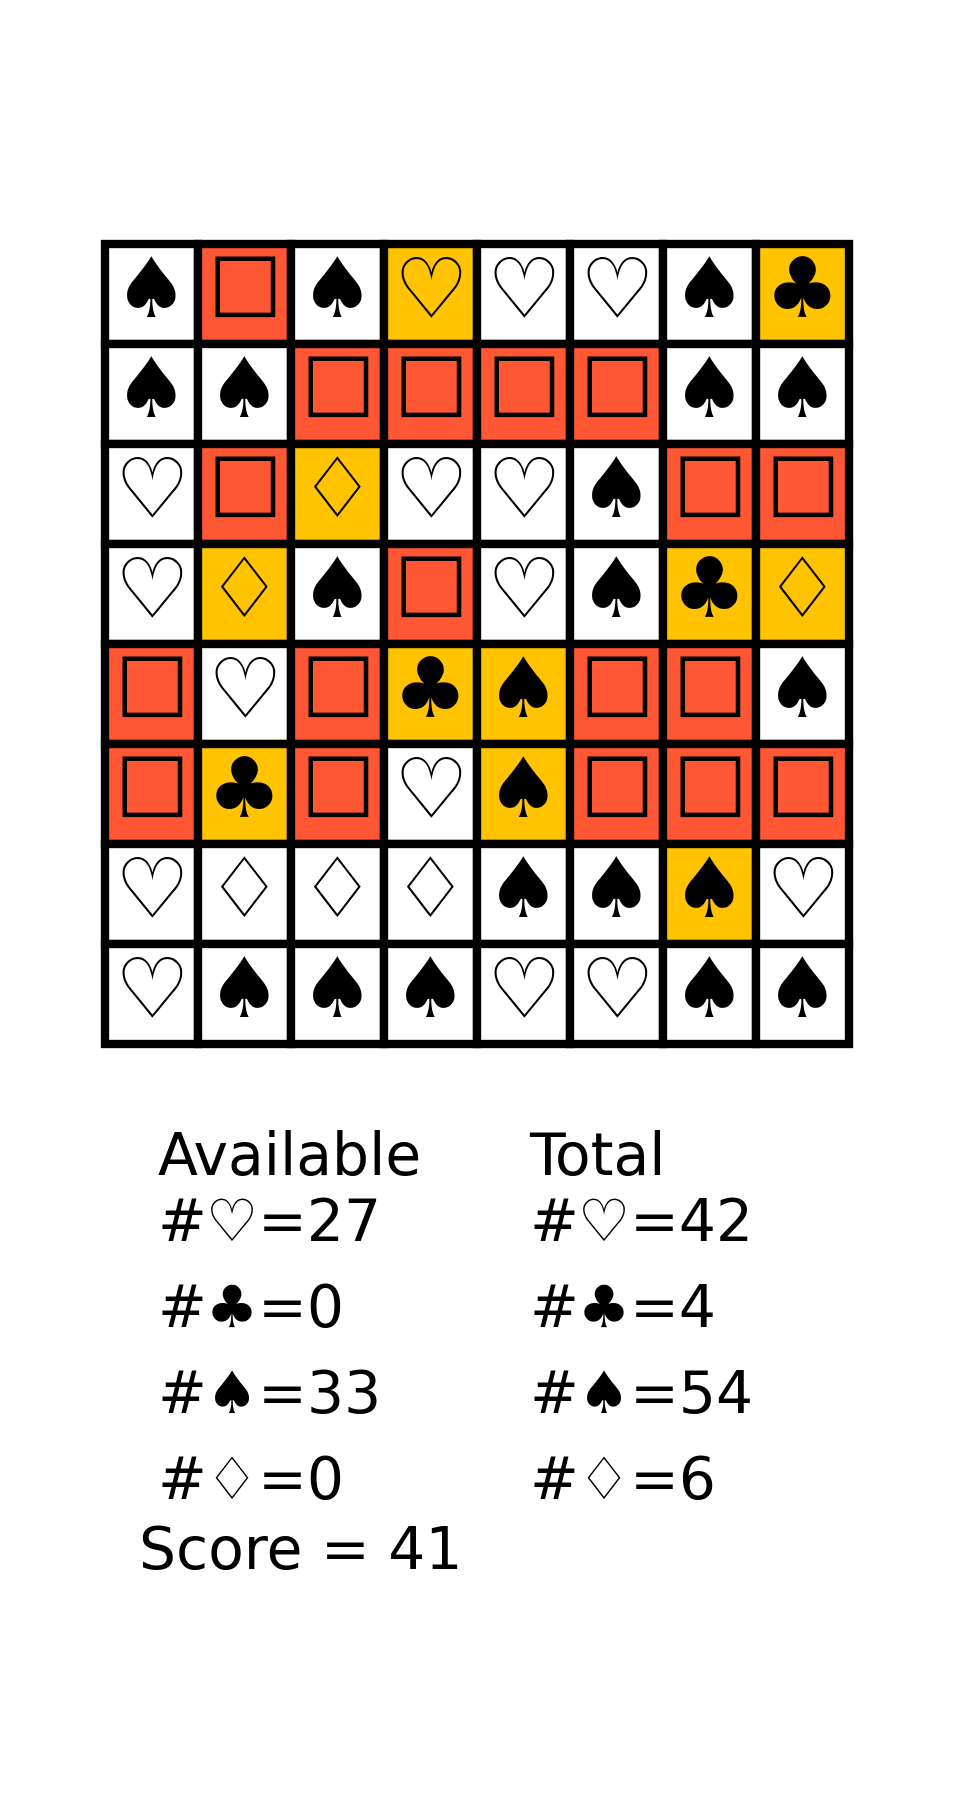 ♠ □ ♠ ♡ ♡ ♡ ♠ ♣
♠ ♠ □ □ □ □ ♠ ♠
♡ □ ♢ ♡ ♡ ♠ □ □
♡ ♢ ♠ □ ♡ ♠ ♣ ♢
□ ♡ □ ♣ ♠ □ □ ♠
□ ♣ □ ♡ ♠ □ □ □
♡ ♢ ♢ ♢ ♠ ♠ ♠ ♡
♡ ♠ ♠ ♠ ♡ ♡ ♠ ♠
Available Total
#♡=27 #♡=42
#♣=0 #♣=4
#♠=33 #♠=54
#♢=0 #♢=6
Score = 41